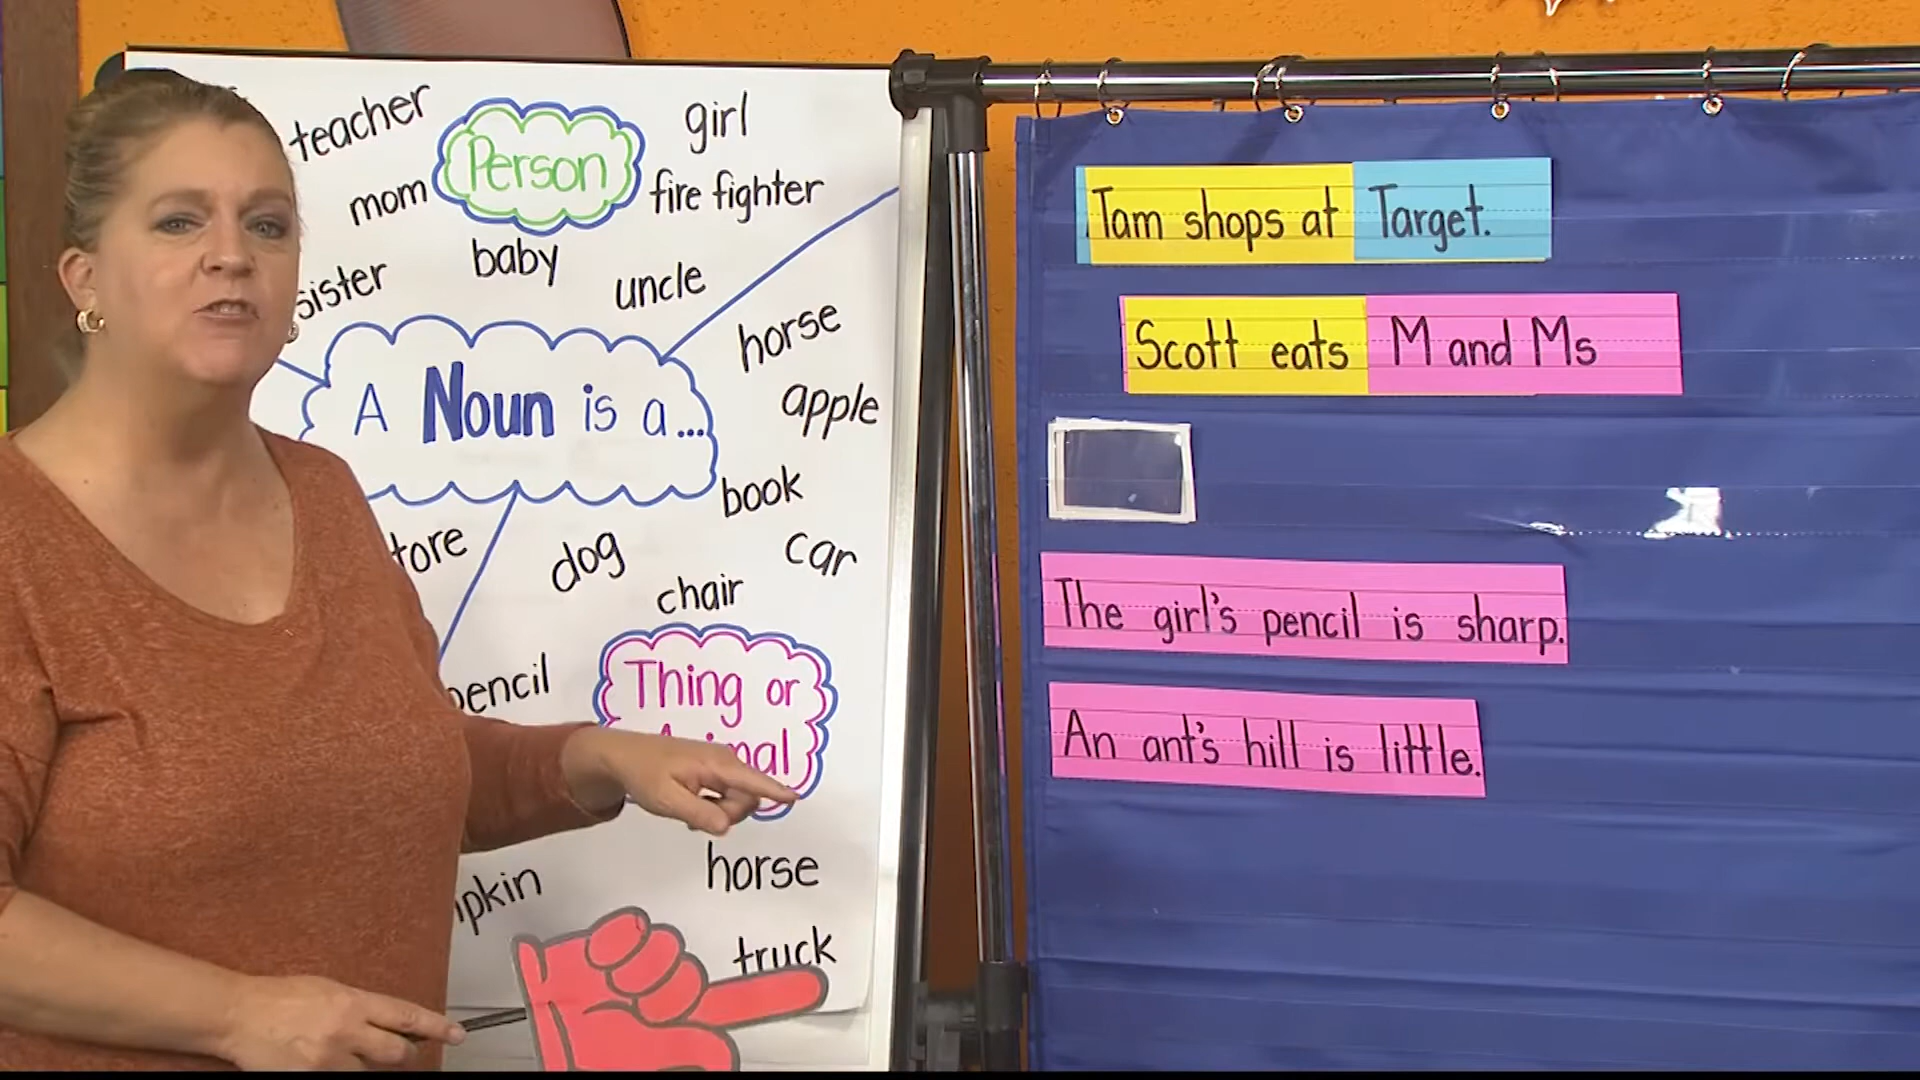 teacher
Person
girl
mom
fire fighter
baby
sister
uncle
horse
A Noun is a...
apple
book
dog
car
chair
pencil
Thing or
horse
truck
Tam shops at Target.
Scott eats M and Ms
The girl's pencil is sharp.
An ant's hill is little.